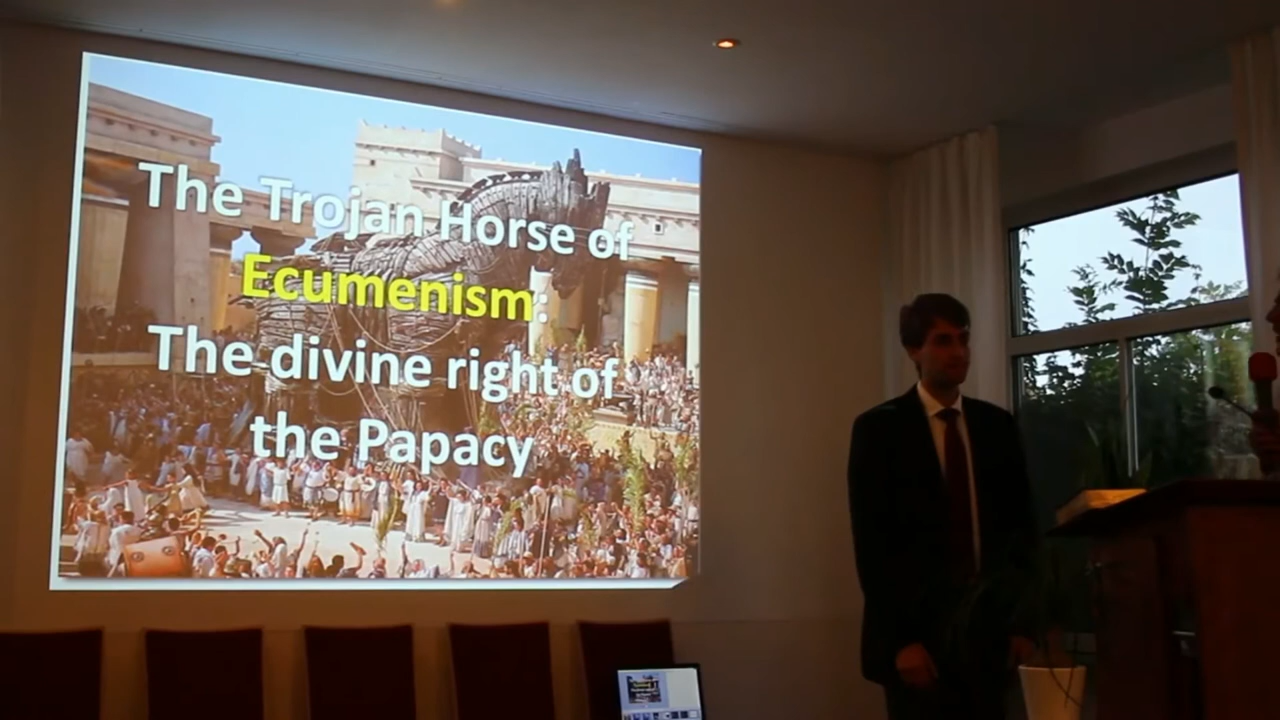 The Trojan Horse of
Ecumenism:
The divine right of
the Papacy